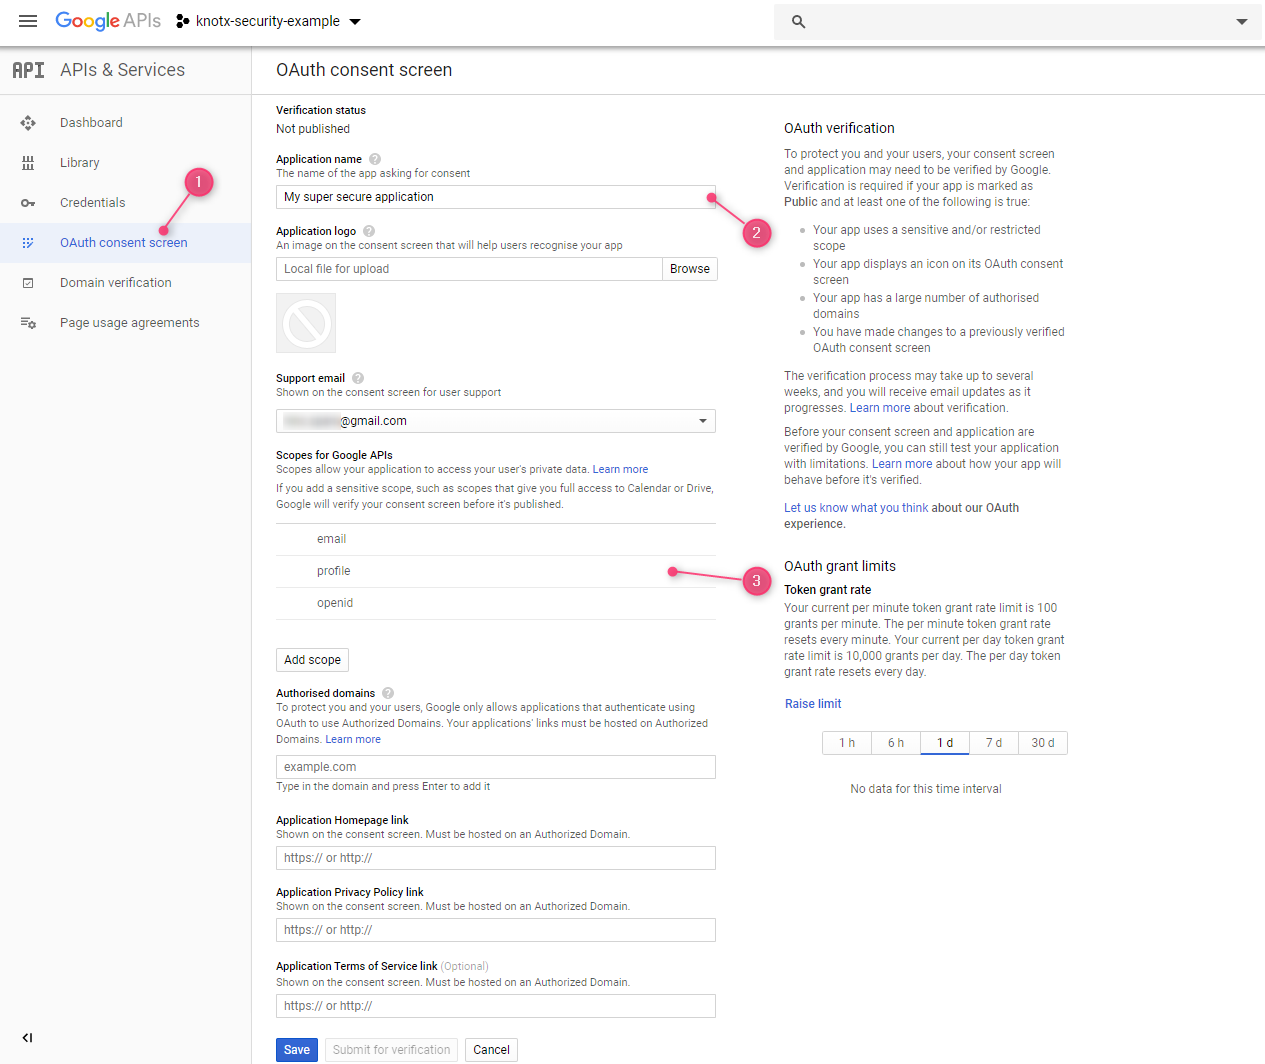 Google APIs
knotx-security-example
API APIs & Services
OAuth consent screen
Dashboard
Library
Credentials
OAuth consent screen
Domain verification
Page usage agreements
1
Verification status
Not published
Application name
The name of the app asking for consent
My super secure application
2
Application logo
An image on the consent screen that will help users recognise your app
Local file for upload
Browse
Support email
Shown on the consent screen for user support
@gmail.com
Scopes for Google APIs
Scopes allow your application to access your user's private data. Learn more
If you add a sensitive scope, such as scopes that give you full access to Calendar or Drive,
Google will verify your consent screen before it's published.
email
profile
openid
3
Add scope
Authorised domains
To protect you and your users, Google only allows applications that authenticate using
OAuth to use Authorized Domains. Your applications' links must be hosted on Authorized
Domains. Learn more
example.com
Type in the domain and press Enter to add it
Application Homepage link
Shown on the consent screen. Must be hosted on an Authorized Domain.
https:// or http://
Application Privacy Policy link
Shown on the consent screen. Must be hosted on an Authorized Domain.
https:// or http://
Application Terms of Service link (Optional)
Shown on the consent screen. Must be hosted on an Authorized Domain.
https:// or http://
Save
Submit for verification
Cancel
OAuth verification
To protect you and your users, your consent screen
and application may need to be verified by Google.
Verification is required if your app is marked as
Public and at least one of the following is true:
Your app uses a sensitive and/or restricted
scope
Your app displays an icon on its OAuth consent
screen
Your app has a large number of authorised
domains
You have made changes to a previously verified
OAuth consent screen
The verification process may take up to several
weeks, and you will receive email updates as it
progresses. Learn more about verification.
Before your consent screen and application are
verified by Google, you can still test your application
with limitations. Learn more about how your app will
behave before it's verified.
Let us know what you think about our OAuth
experience.
OAuth grant limits
Token grant rate
Your current per minute token grant rate limit is 100
grants per minute. The per minute token grant rate
resets every minute. Your current per day token grant
rate limit is 10,000 grants per day. The per day token
grant rate resets every day.
Raise limit
1 h
6 h
1 d
7 d
30 d
No data for this time interval